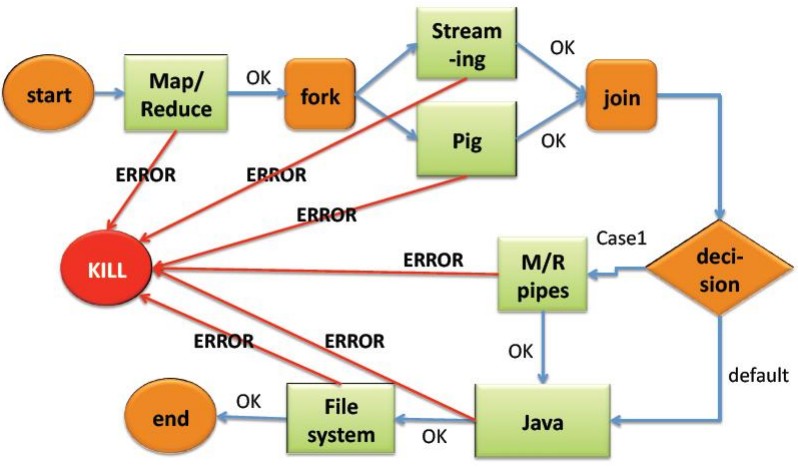 Stream
-ing
OK
Map/
Reduce
OK
start
fork
join
Pig
OK
ERROR
ERROR
ERROR
Case1
deci-
sion
KILL
ERROR
M/R
pipes
ERROR
ERROR
OK
default
end
OK
File
system
OK
Java